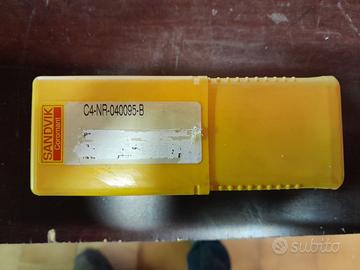 SANDVIK
Coromant
C4-NR-040095-B
subito